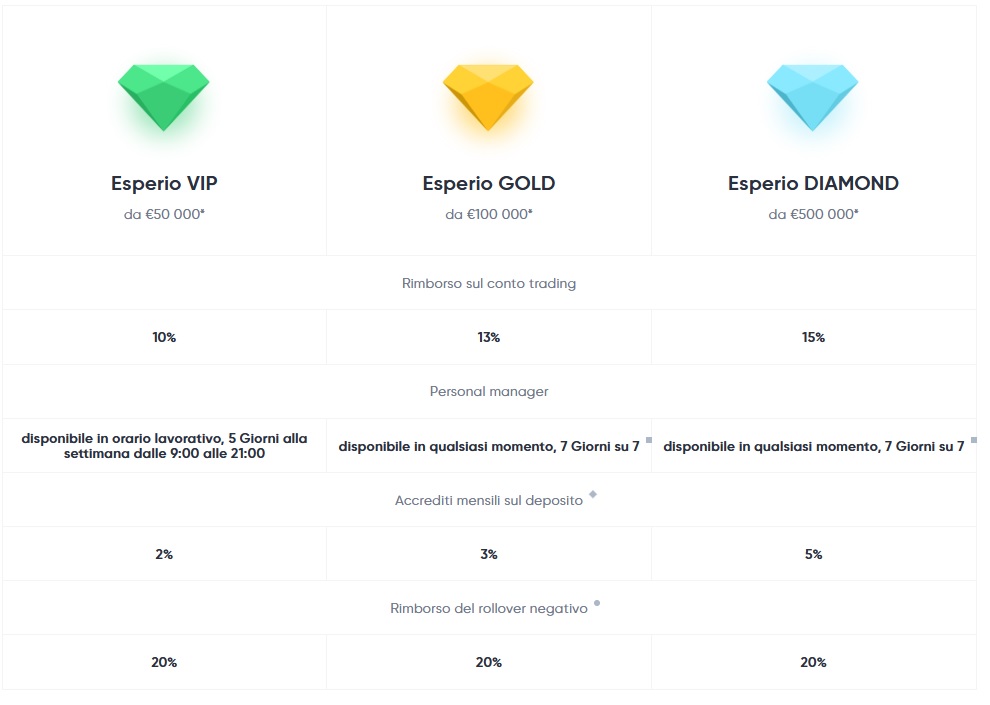 Esperio VIP
Esperio GOLD
Esperio DIAMOND
da €50 000*
da €100 000*
da €500 000*
Rimborso sul conto trading
10%
13%
15%
Personal manager
disponibile in orario lavorativo, 5 Giorni alla
settimana dalle 9:00 alle 21:00
disponibile in qualsiasi momento, 7 Giorni su 7
disponibile in qualsiasi momento, 7 Giorni su 7
Accrediti mensili sul deposito
2%
3%
5%
Rimborso del rollover negativo
20%
20%
20%